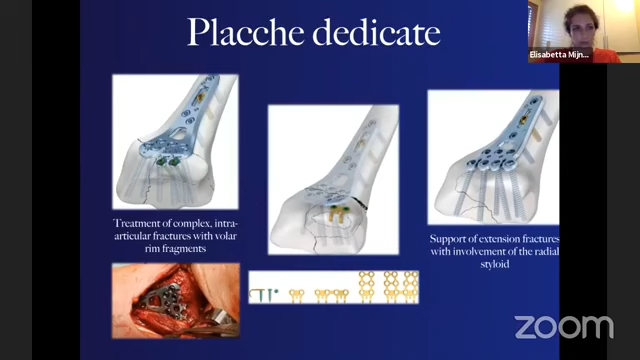 Placche dedicate
Elisabetta Mijn...
Treatment of complex, intra-
articular fractures with volar
rim fragments
Support of extension fractures
with involvement of the radial
styloid
zoom